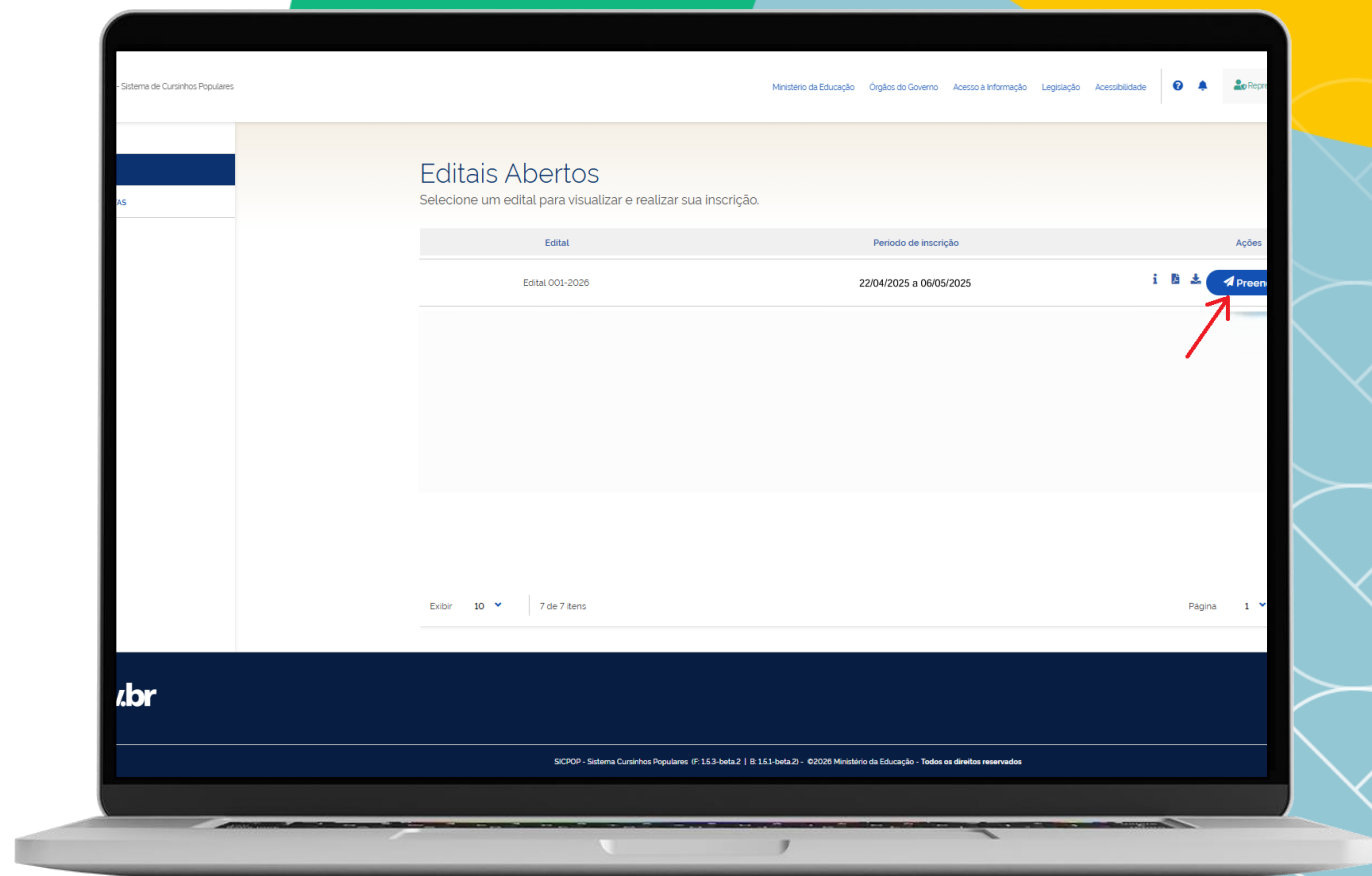 - Sistema de Cursinhos Populares
Ministério da Educação Órgãos do Governo Acesso à Informação Legislação Acessibilidade
Repre
AS
Editais Abertos
Selecione um edital para visualizar e realizar sua inscrição.
Edital Período de inscrição Ações
Edital 001-2026 22/04/2025 a 06/05/2025 Preen
Exibir 10 7 de 7 itens Página 1
v.br
SICPOP - Sistema Cursinhos Populares (F: 1.5.3-beta.2 | B: 1.5.1-beta.2) - ©2026 Ministério da Educação - Todos os direitos reservados